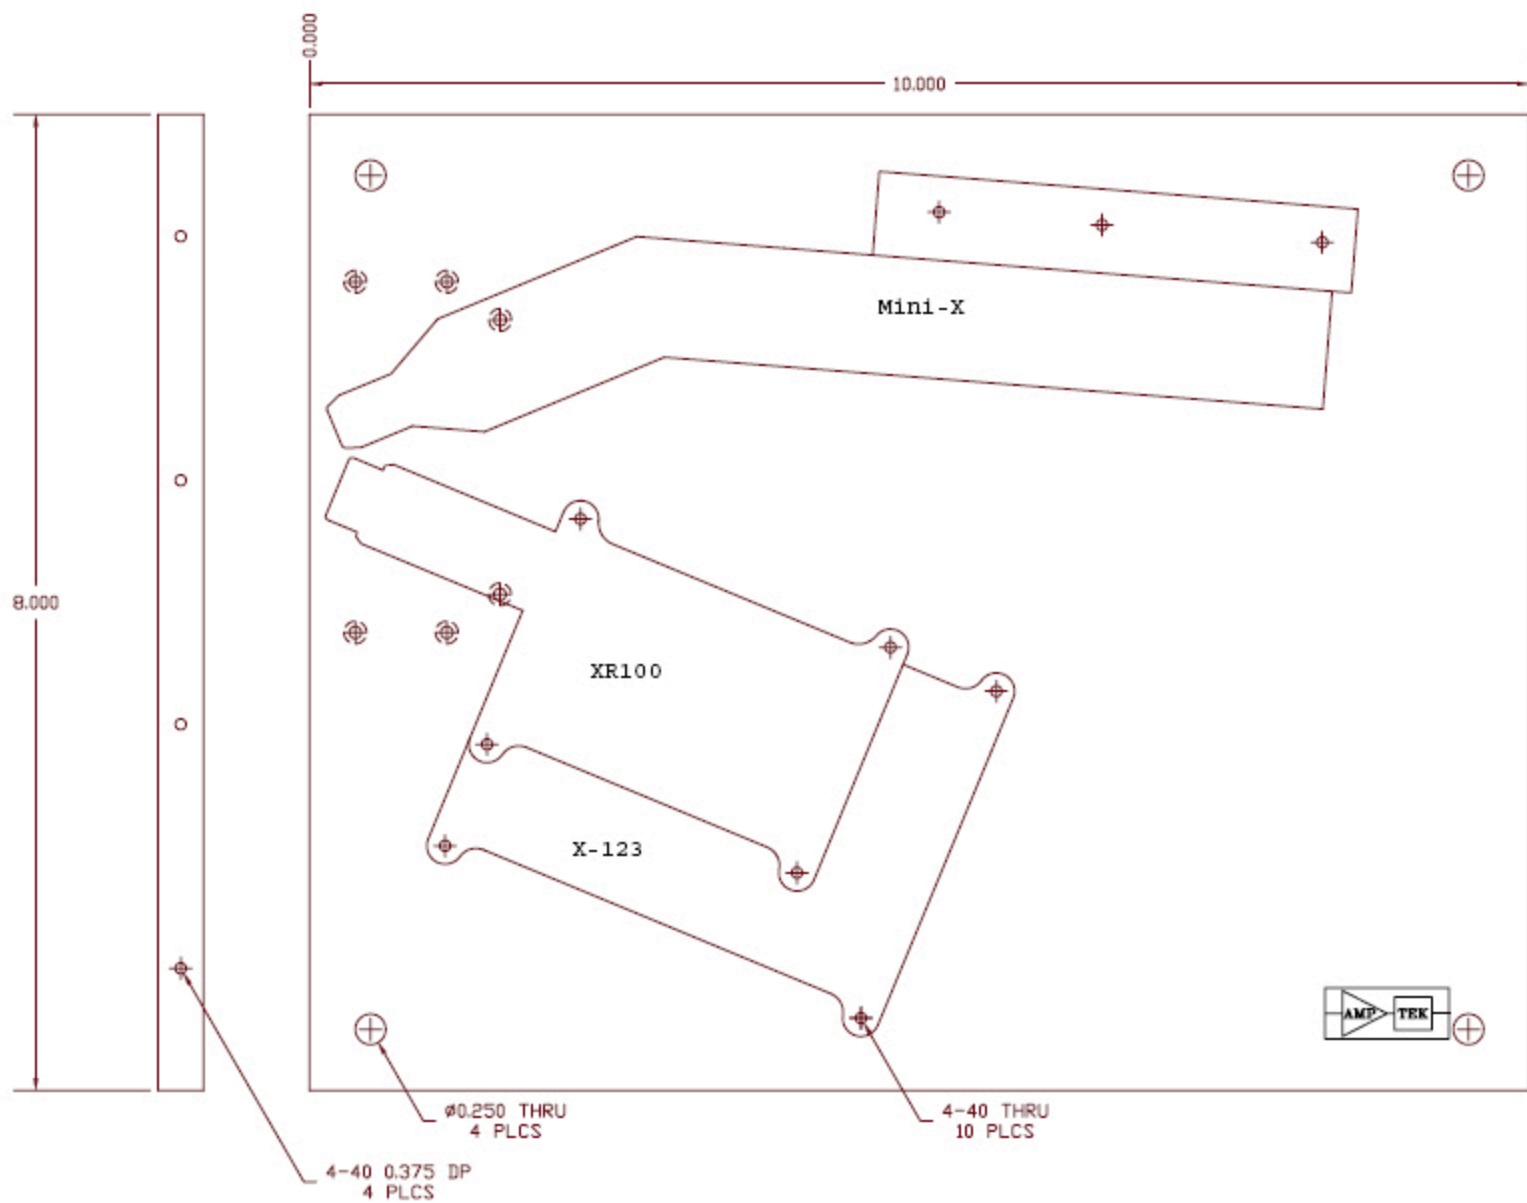 0.000
10.000
Mini-X
8.000
XR100
X-123
AMP TEK
Ø0.250 THRU
4 PLCS
4-40 THRU
10 PLCS
4-40 0.375 DP
4 PLCS